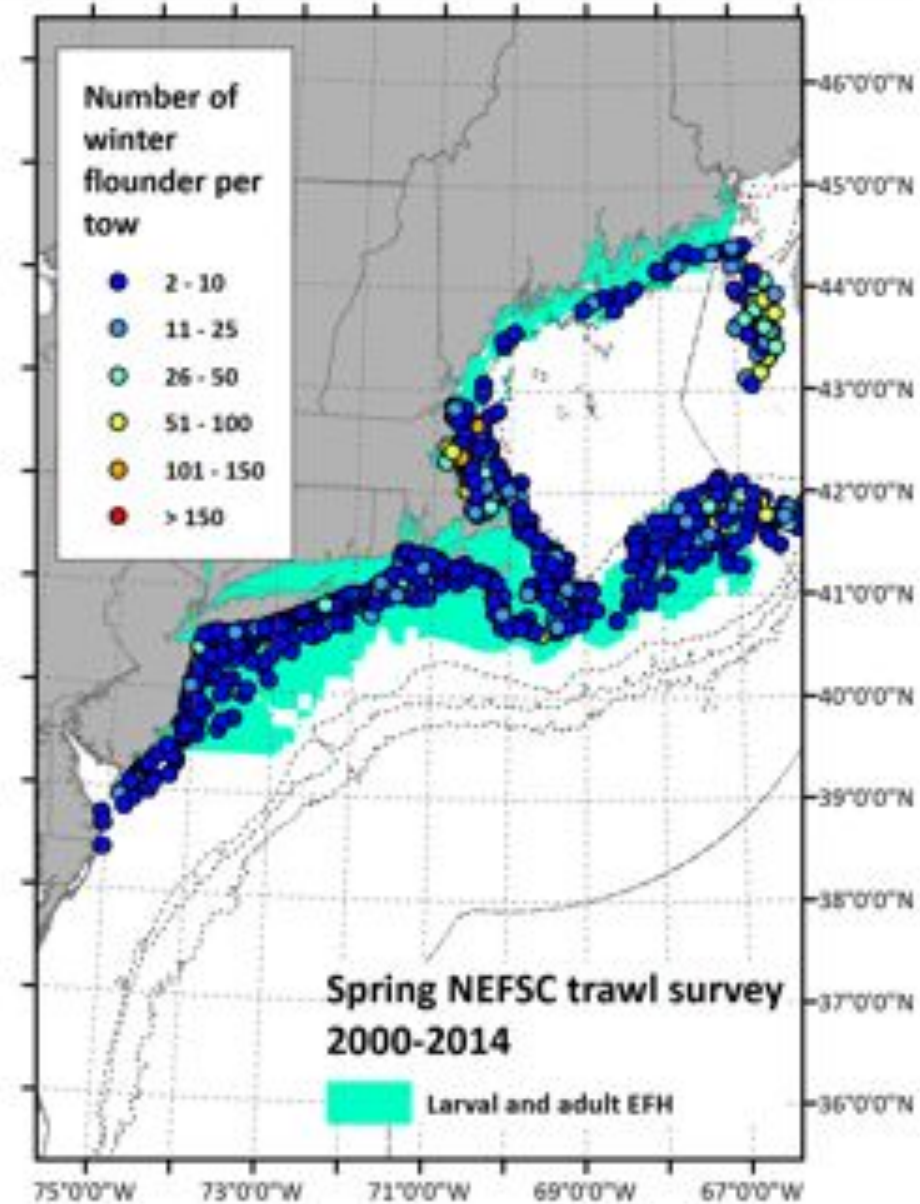 Number of
winter
flounder per
tow
2 - 10
11 - 25
26 - 50
51 - 100
101 - 150
> 150
46°0'0"N
45°0'0"N
44°0'0"N
43°0'0"N
42°0'0"N
41°0'0"N
40°0'0"N
39°0'0"N
38°0'0"N
37°0'0"N
36°0'0"N
Spring NEFSC trawl survey
2000-2014
Larval and adult EFH
75°0'0"W 73°0'0"W 71°0'0"W 69°0'0"W 67°0'0"W